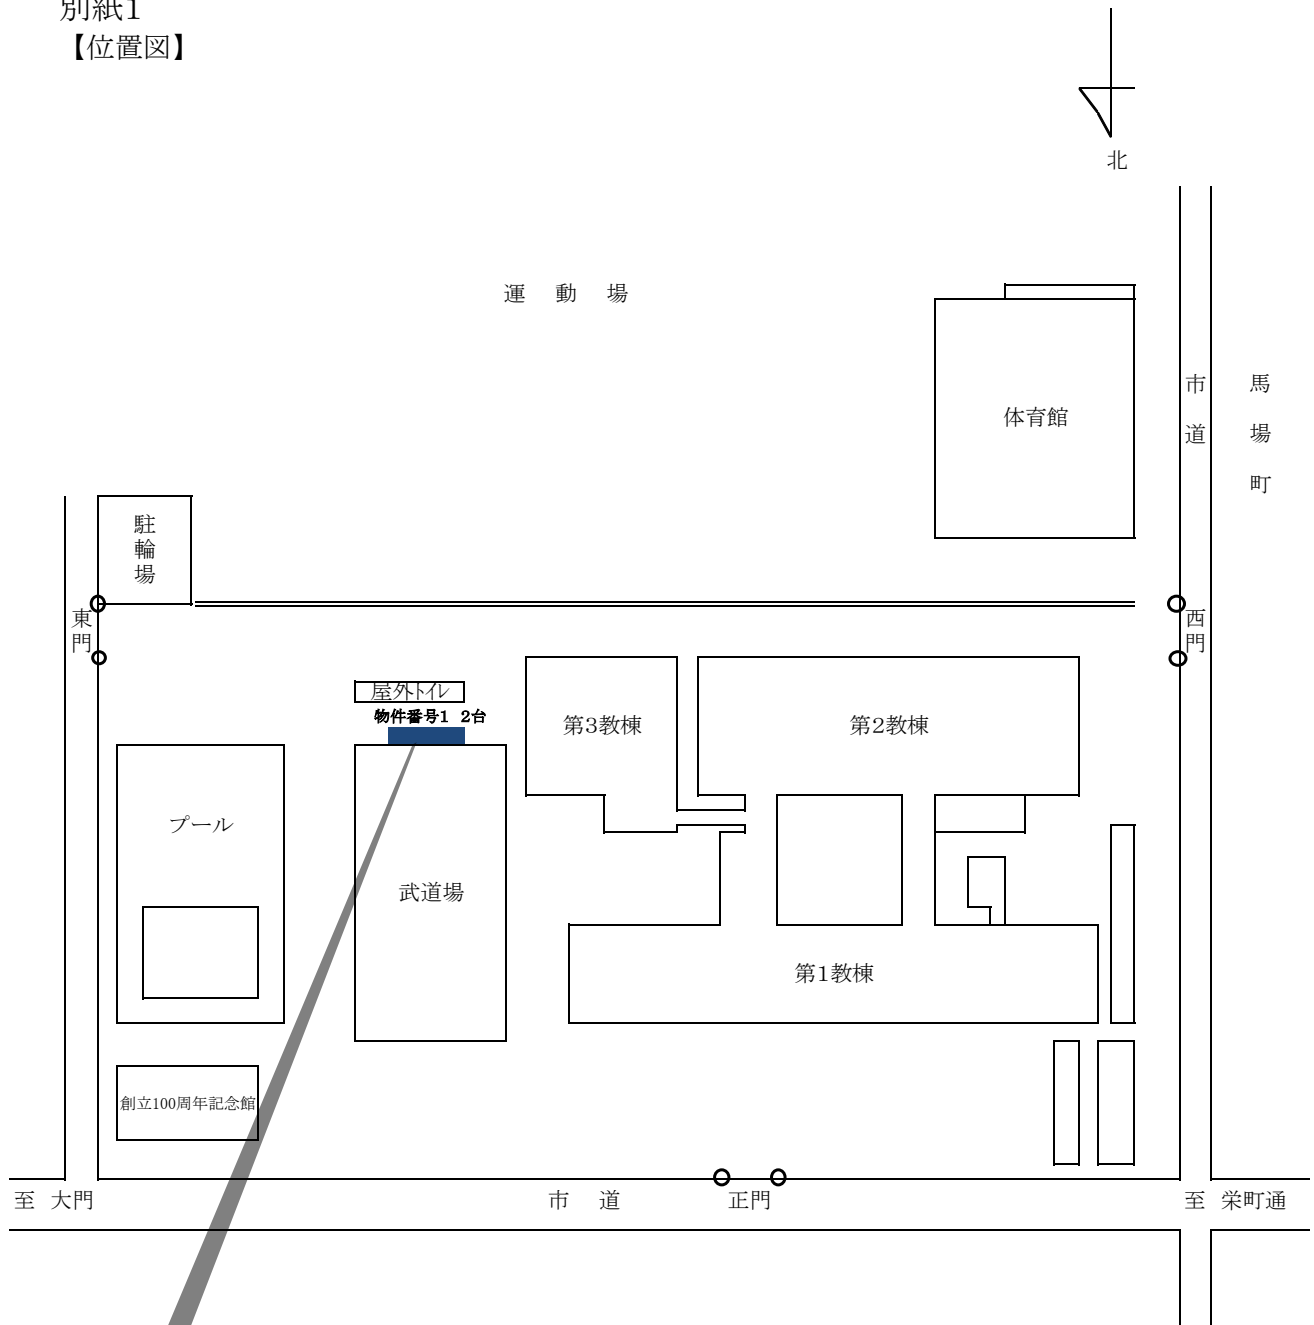 別紙1
【位置図】
北
運 動 場
体育館
市道
馬場町
駐輪場
東門
西門
屋外トイレ
物件番号1 2台
第3教棟
第2教棟
プール
武道場
第1教棟
創立100周年記念館
至 大門
市 道
正門
至 栄町通